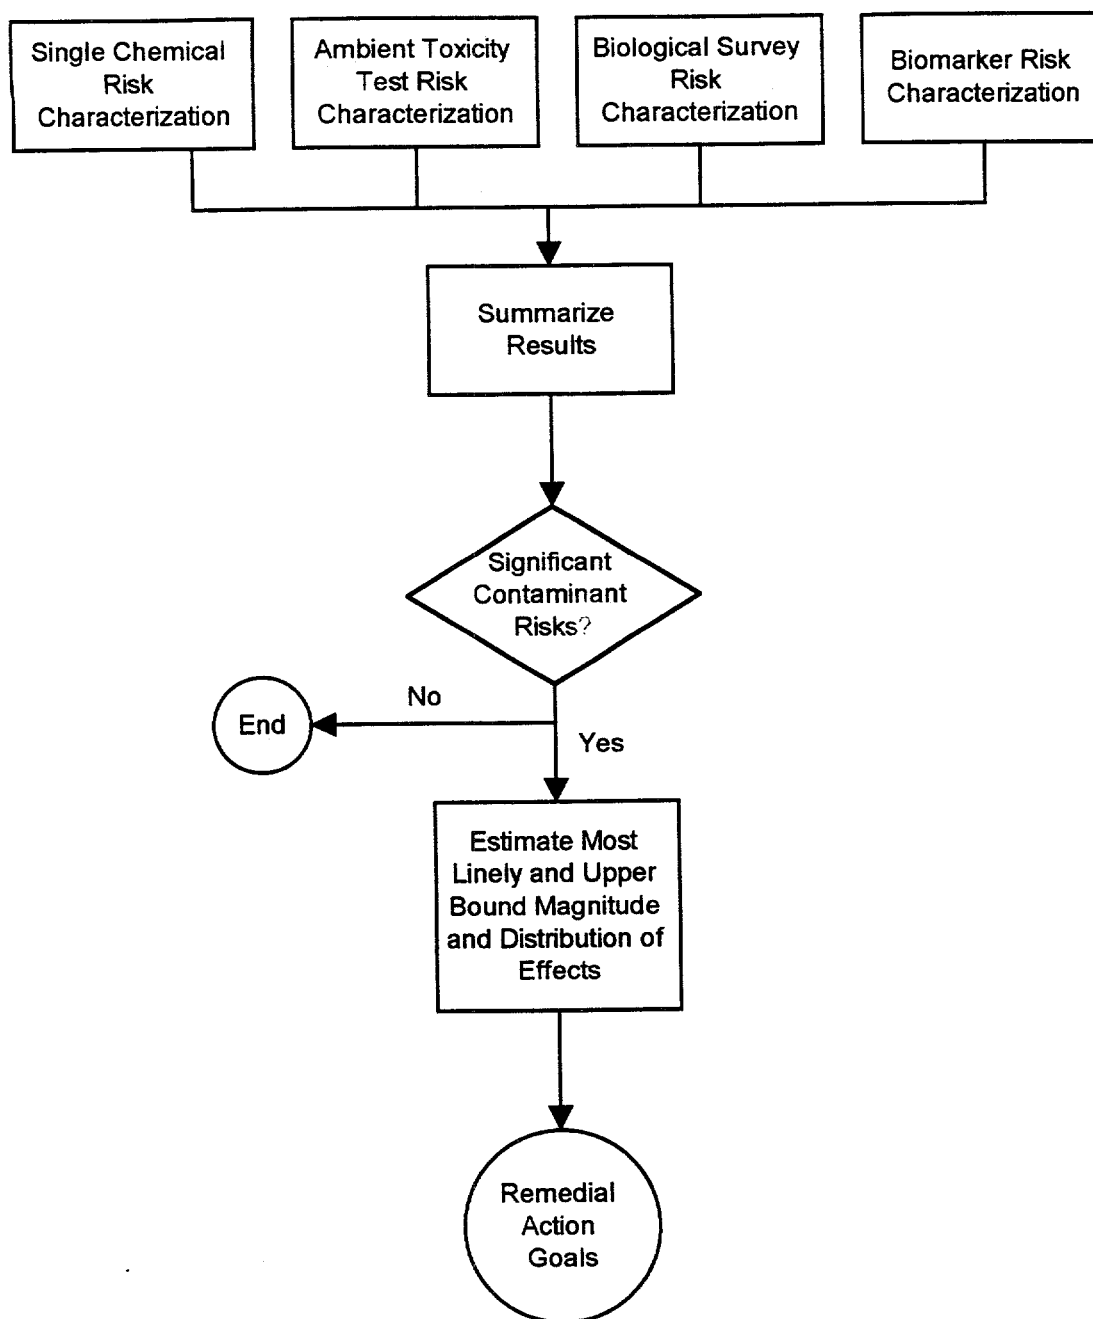 Single Chemical
Risk
Characterization
Ambient Toxicity
Test Risk
Characterization
Biological Survey
Risk
Characterization
Biomarker Risk
Characterization
Summarize
Results
Significant
Contaminant
Risks?
No
End
Yes
Estimate Most
Linely and Upper
Bound Magnitude
and Distribution of
Effects
Remedial
Action
Goals